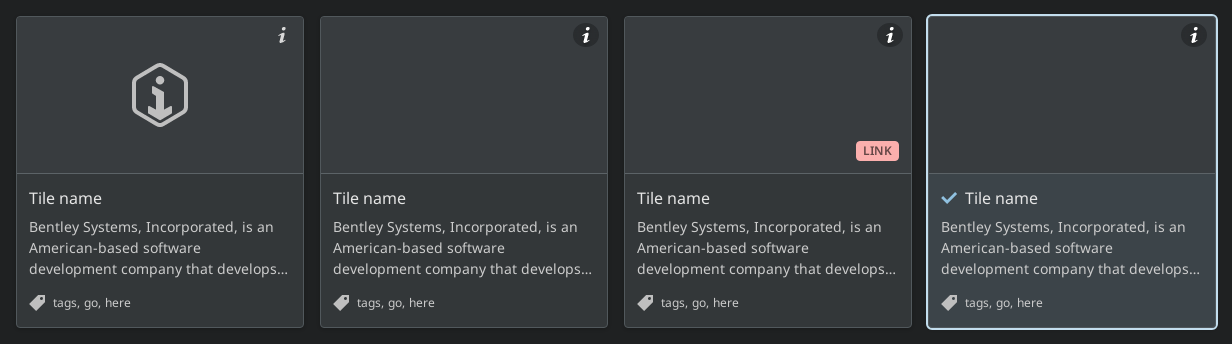 LINK
Tile name
Bentley Systems, Incorporated, is an
American-based software
development company that develops...
tags, go, here
Tile name
Bentley Systems, Incorporated, is an
American-based software
development company that develops...
tags, go, here
Tile name
Bentley Systems, Incorporated, is an
American-based software
development company that develops...
tags, go, here
Tile name
Bentley Systems, Incorporated, is an
American-based software
development company that develops...
tags, go, here